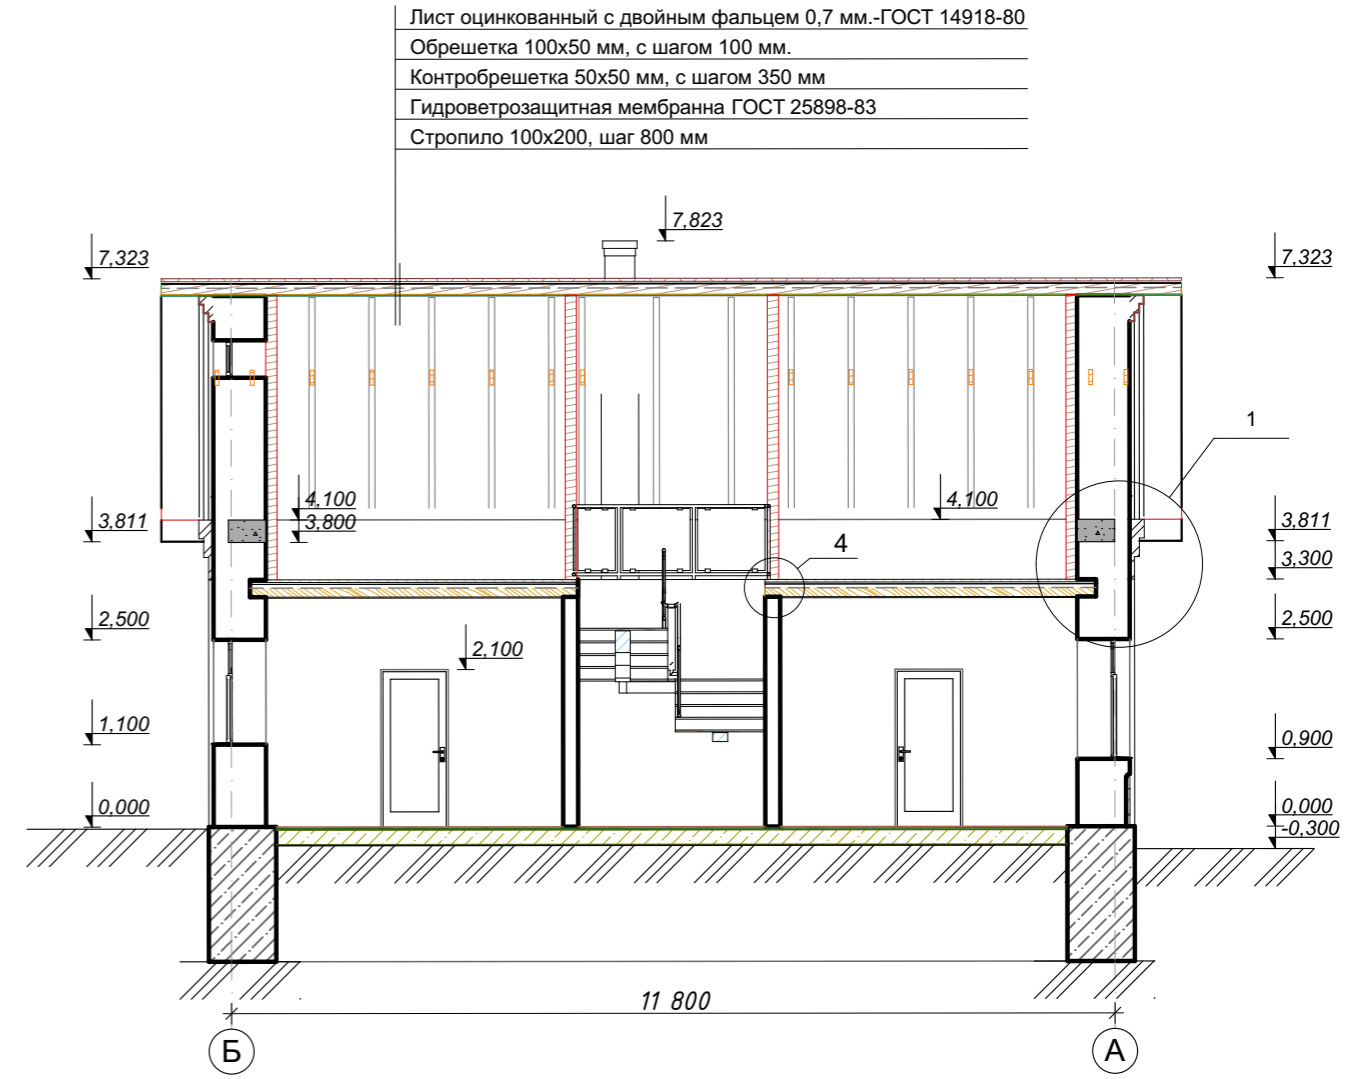 Лист оцинкованный с двойным фальцем 0,7 мм.-ГОСТ 14918-80
Обрешетка 100х50 мм, с шагом 100 мм.
Контробрешетка 50х50 мм, с шагом 350 мм
Гидроветрозащитная мембранна ГОСТ 25898-83
Стропило 100х200, шаг 800 мм
7,823
7,323
7,323
1
4,100
4,100
3,811
3,800
3,811
4
3,300
2,500
2,500
2,100
1,100
0,900
0,000
0,000
-0,300
11 800
Б
А